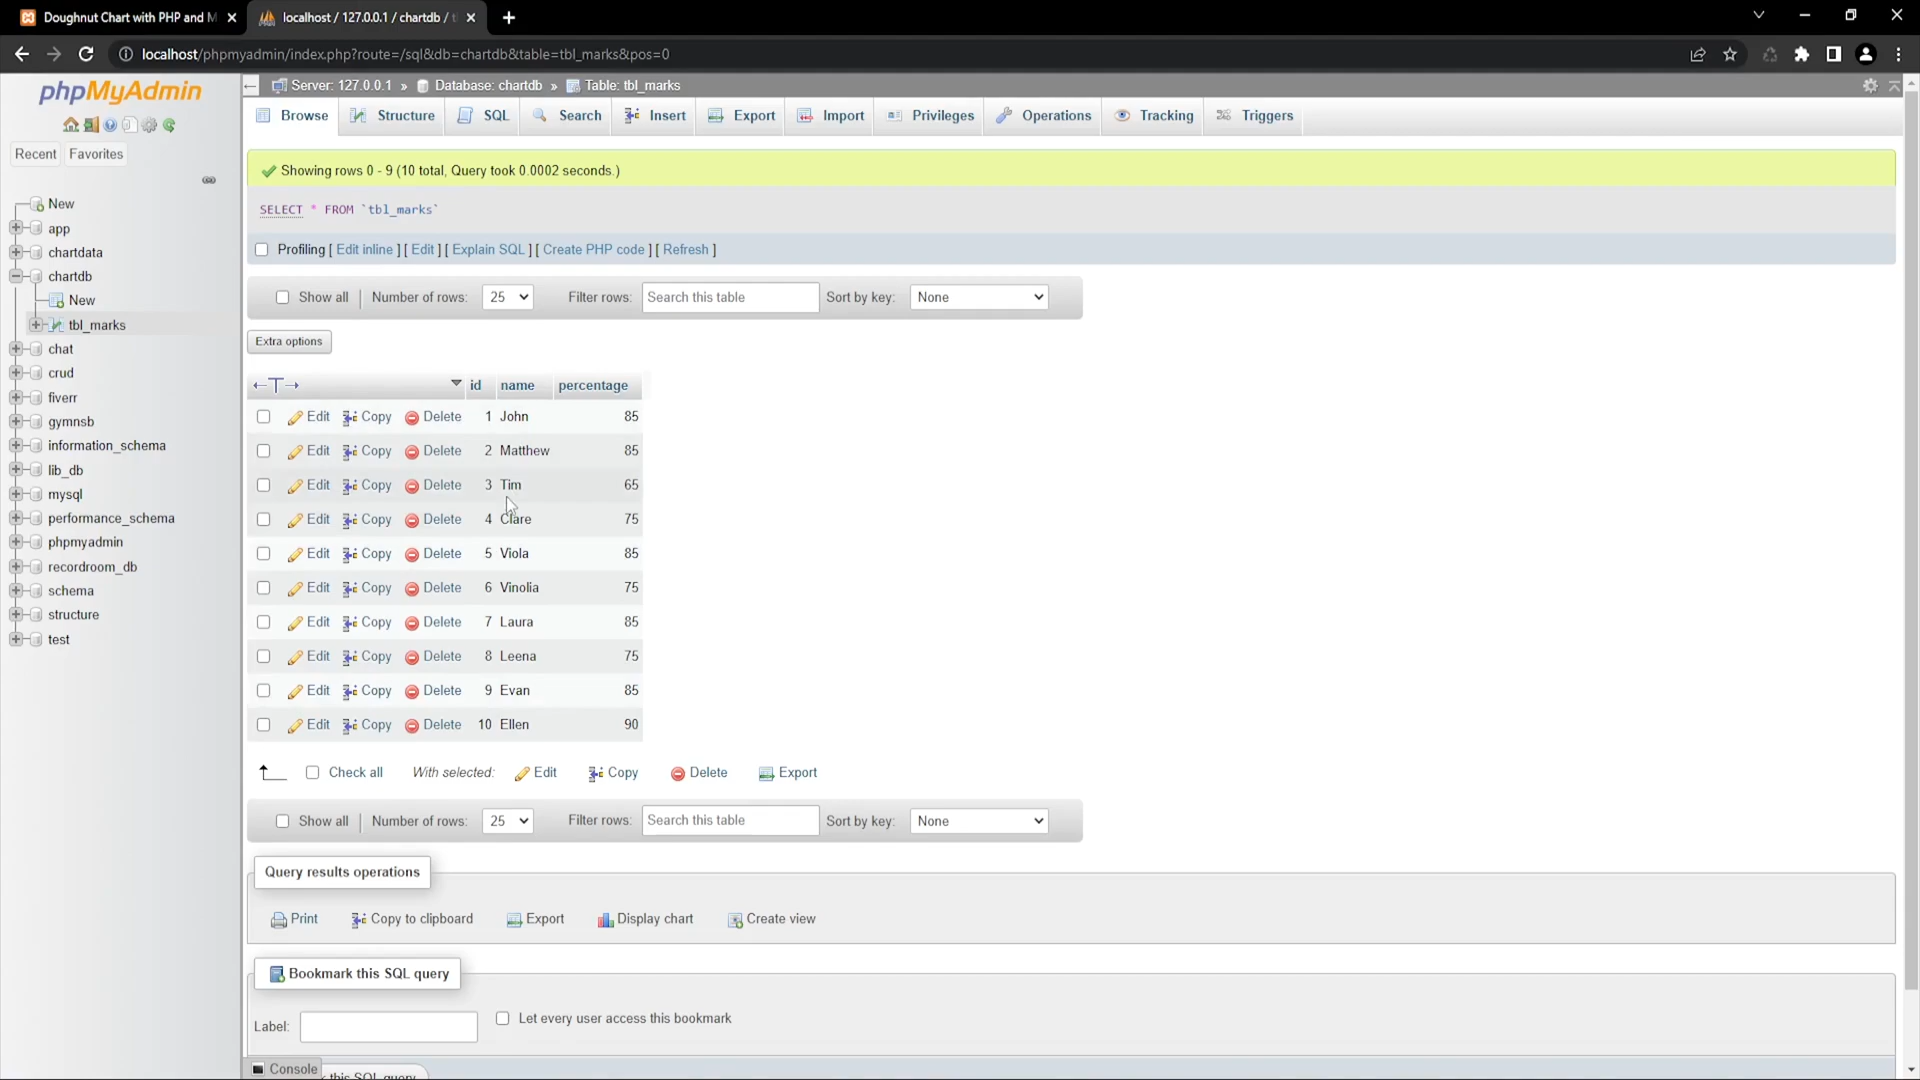 Doughnut Chart with PHP and M
localhost / 127.0.0.1 / chartdb / t
localhost/phpmyadmin/index.php?route=/sql&db=chartdb&table=tbl_marks&pos=0
phpMyAdmin
Recent Favorites
New
app
chartdata
chartdb
New
tbl_marks
chat
crud
fiverr
gymnsb
information_schema
lib_db
mysql
performance_schema
phpmyadmin
recordroom_db
schema
structure
test
Server: 127.0.0.1 » Database: chartdb » Table: tbl_marks
Browse Structure SQL Search Insert Export Import Privileges Operations Tracking Triggers
Showing rows 0 - 9 (10 total, Query took 0.0002 seconds.)
SELECT * FROM `tbl_marks`
Profiling [ Edit inline ] [ Edit ] [ Explain SQL ] [ Create PHP code ] [ Refresh ]
Show all | Number of rows: 25 Filter rows: Search this table Sort by key: None
Extra options
←T→ id name percentage
Edit Copy Delete 1 John 85
Edit Copy Delete 2 Matthew 85
Edit Copy Delete 3 Tim 65
Edit Copy Delete 4 Clare 75
Edit Copy Delete 5 Viola 85
Edit Copy Delete 6 Vinolia 75
Edit Copy Delete 7 Laura 85
Edit Copy Delete 8 Leena 75
Edit Copy Delete 9 Evan 85
Edit Copy Delete 10 Ellen 90
Check all With selected: Edit Copy Delete Export
Show all | Number of rows: 25 Filter rows: Search this table Sort by key: None
Query results operations
Print Copy to clipboard Export Display chart Create view
Bookmark this SQL query
Label: Let every user access this bookmark
Console this SQL query